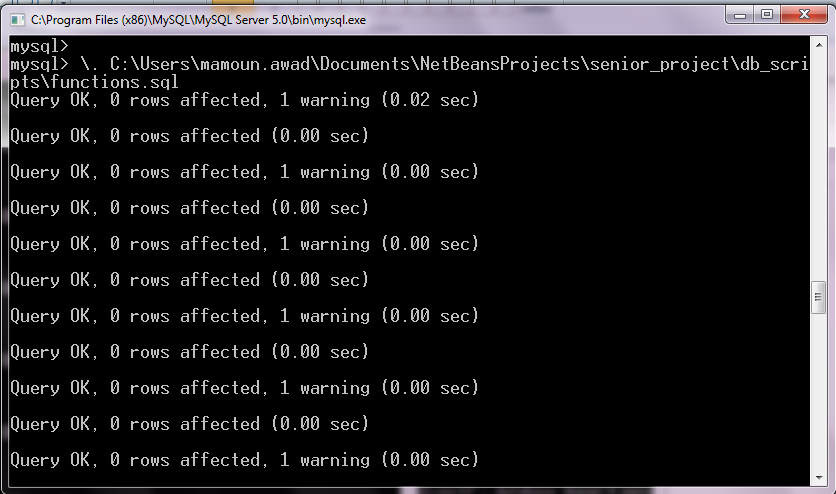 C:\Program Files (x86)\MySQL\MySQL Server 5.0\bin\mysql.exe
mysql>
mysql> \. C:\Users\mamoun.awad\Documents\NetBeansProjects\senior_project\db_scri
pts\functions.sql
Query OK, 0 rows affected, 1 warning (0.02 sec)
Query OK, 0 rows affected (0.00 sec)
Query OK, 0 rows affected, 1 warning (0.00 sec)
Query OK, 0 rows affected (0.00 sec)
Query OK, 0 rows affected, 1 warning (0.00 sec)
Query OK, 0 rows affected (0.00 sec)
Query OK, 0 rows affected, 1 warning (0.00 sec)
Query OK, 0 rows affected (0.00 sec)
Query OK, 0 rows affected, 1 warning (0.00 sec)
Query OK, 0 rows affected (0.00 sec)
Query OK, 0 rows affected, 1 warning (0.00 sec)